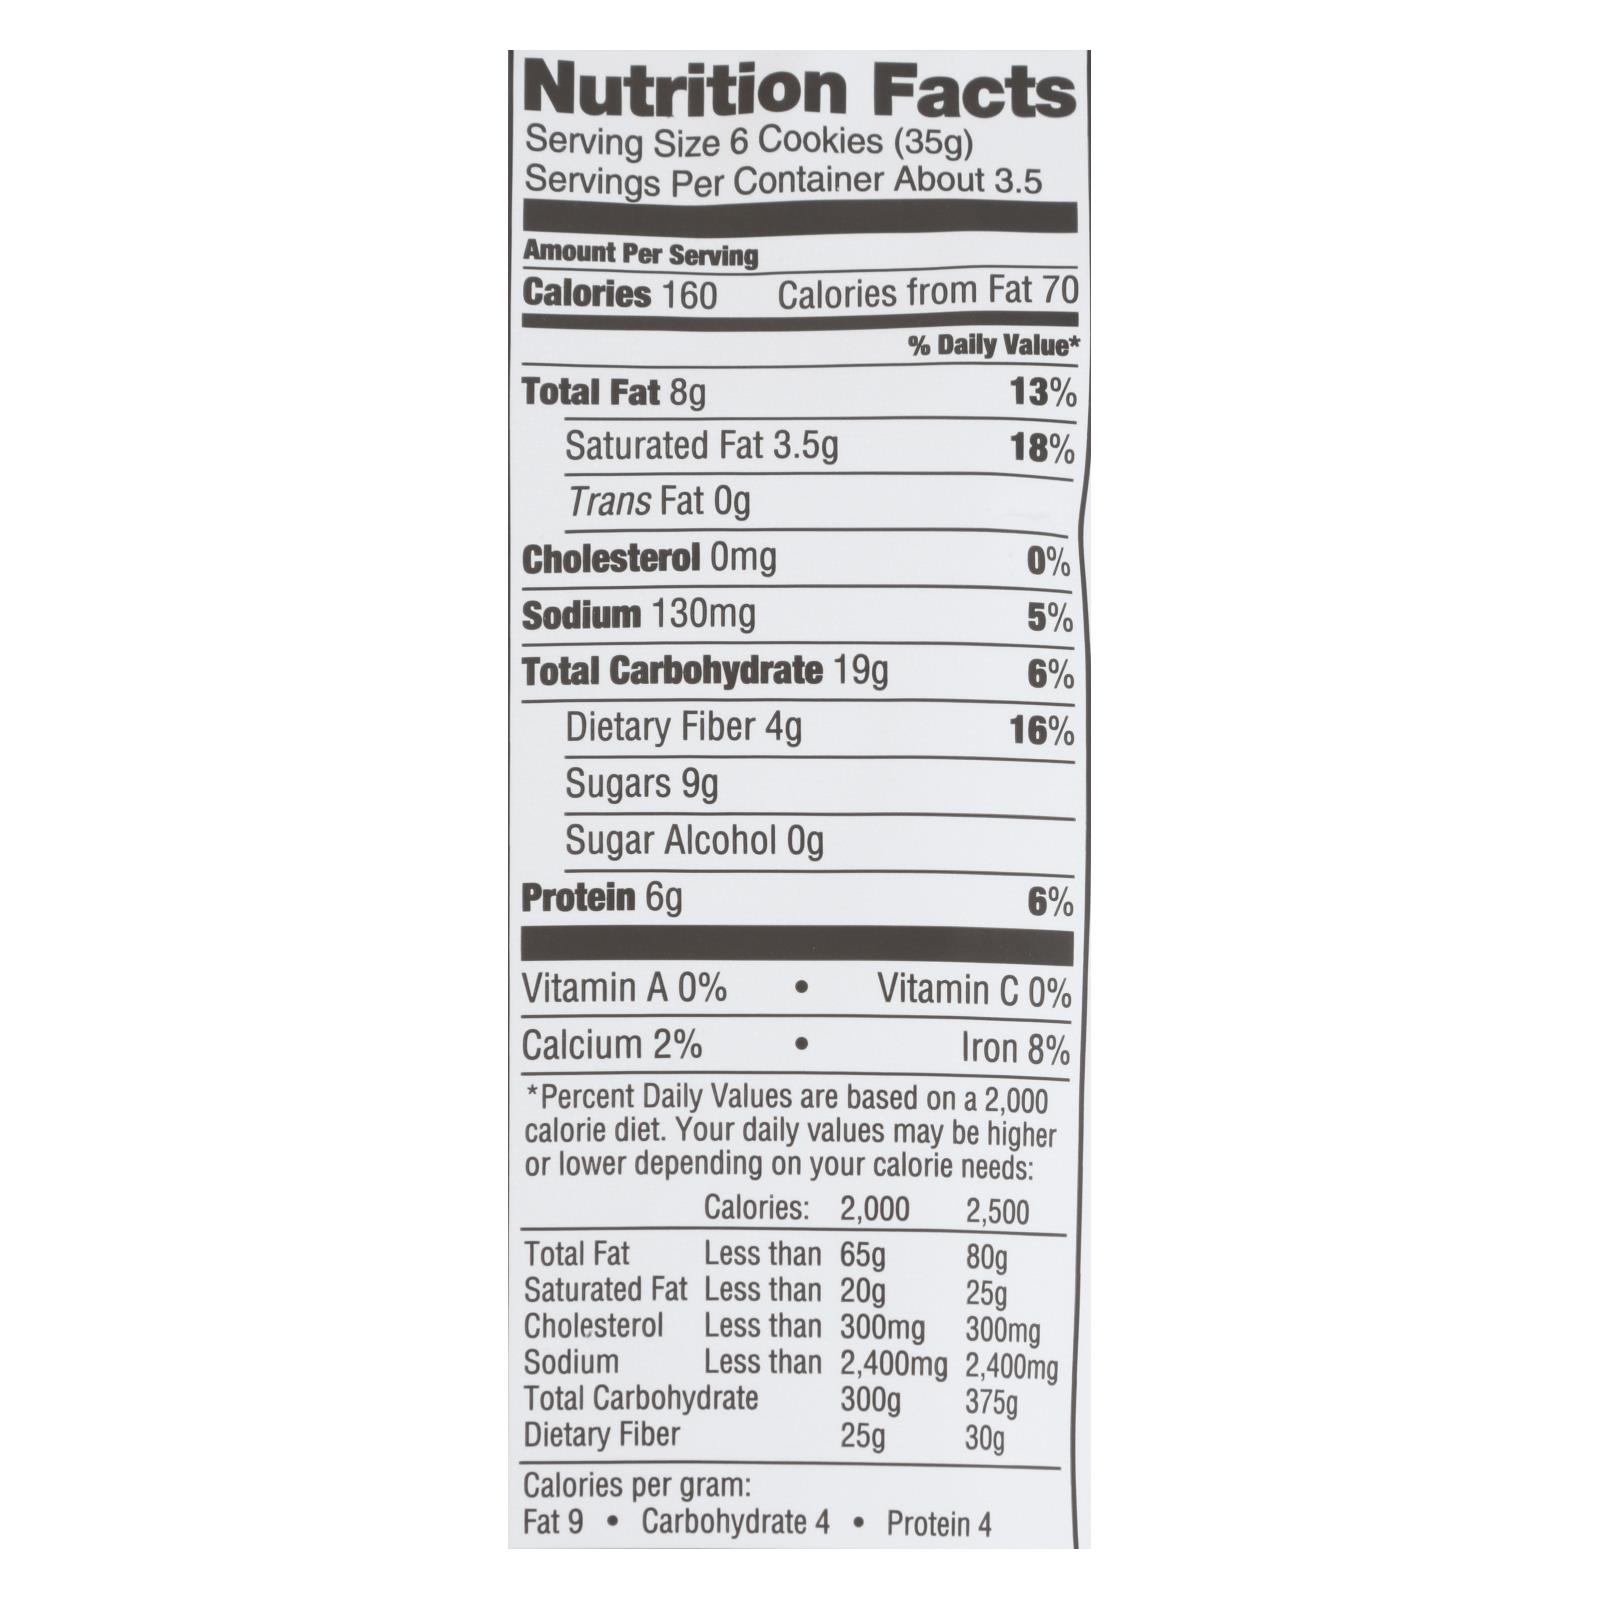 Nutrition Facts
Serving Size 6 Cookies (35g)
Servings Per Container About 3.5
Amount Per Serving
Calories 160 Calories from Fat 70
% Daily Value*
Total Fat 8g 13%
Saturated Fat 3.5g 18%
Trans Fat 0g
Cholesterol 0mg 0%
Sodium 130mg 5%
Total Carbohydrate 19g 6%
Dietary Fiber 4g 16%
Sugars 9g
Sugar Alcohol 0g
Protein 6g 6%
Vitamin A 0% • Vitamin C 0%
Calcium 2% • Iron 8%
*Percent Daily Values are based on a 2,000
calorie diet. Your daily values may be higher
or lower depending on your calorie needs:
Calories: 2,000 2,500
Total Fat Less than 65g 80g
Saturated Fat Less than 20g 25g
Cholesterol Less than 300mg 300mg
Sodium Less than 2,400mg 2,400mg
Total Carbohydrate 300g 375g
Dietary Fiber 25g 30g
Calories per gram:
Fat 9 • Carbohydrate 4 • Protein 4